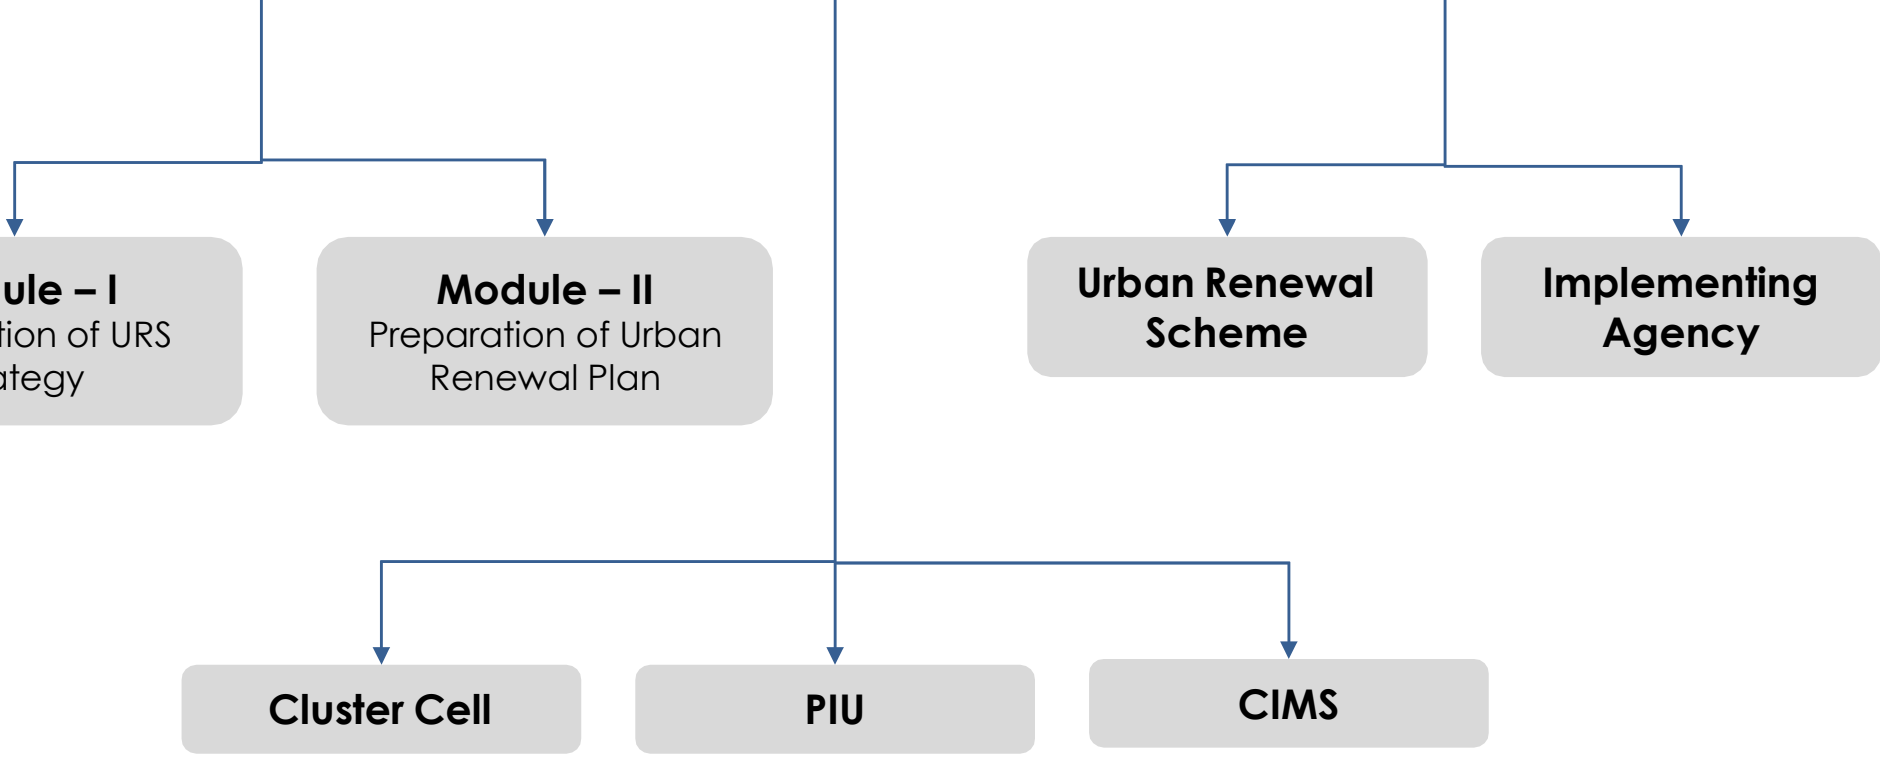 ule – I
tion of URS
ategy
Module – II
Preparation of Urban
Renewal Plan
Urban Renewal
Scheme
Implementing
Agency
Cluster Cell
PIU
CIMS